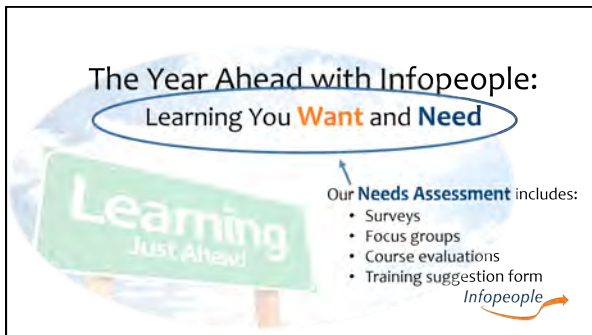 The Year Ahead with Infopeople:
Learning You Want and Need
Learning
Just Ahead!
Our Needs Assessment includes:
• Surveys
• Focus groups
• Course evaluations
• Training suggestion form
Infopeople